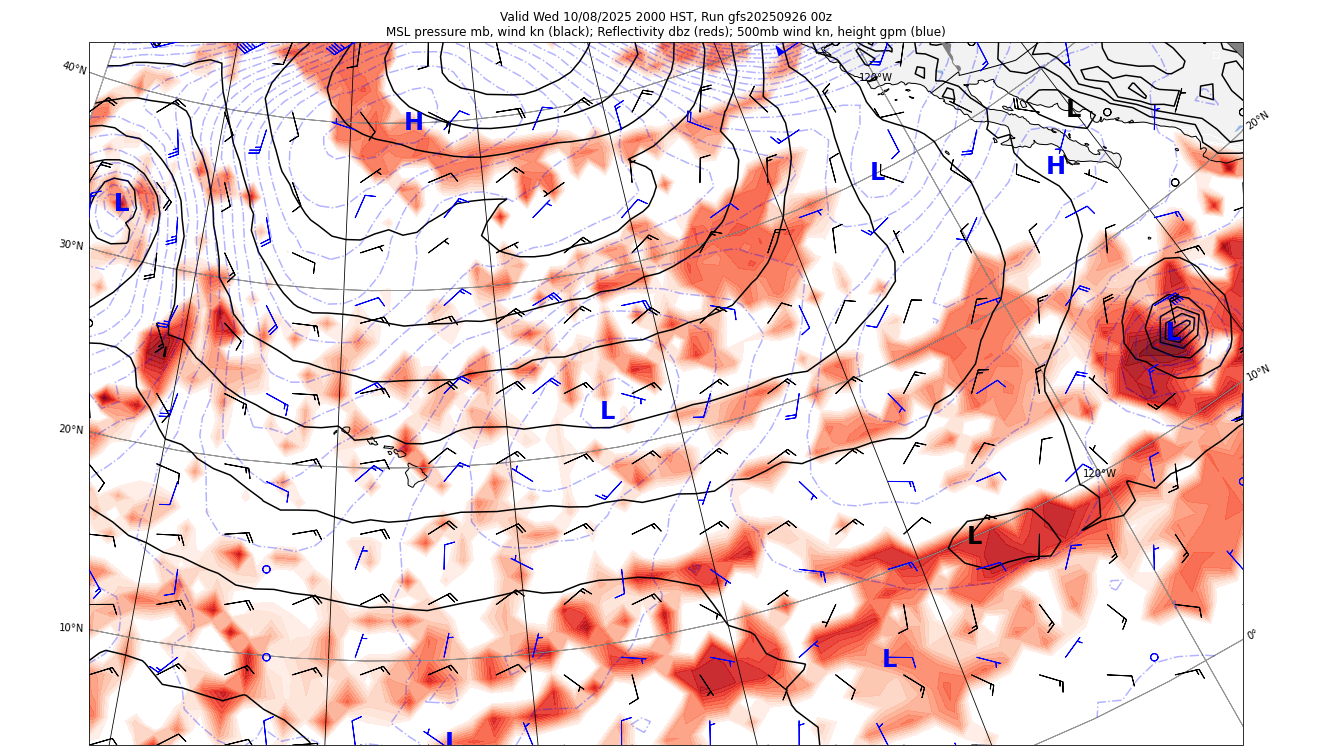 Valid Wed 10/08/2025 2000 HST, Run gfs20250926 00z
MSL pressure mb, wind kn (black); Reflectivity dbz (reds); 500mb wind kn, height gpm (blue)
40°N
120°W
L
20°N
H
L
H
L
30°N
L
10°N
L
20°N
120°W
L
10°N
0°
L
L